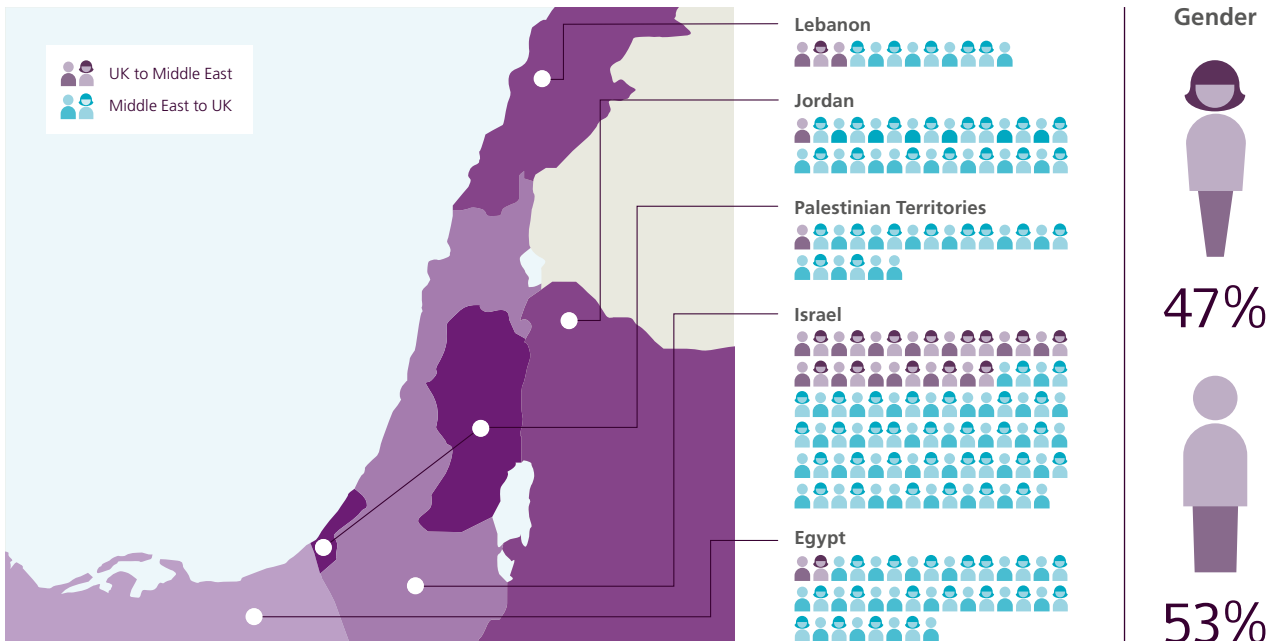 UK to Middle East
Middle East to UK
Lebanon
Jordan
Palestinian Territories
Israel
Egypt
Gender
47%
53%